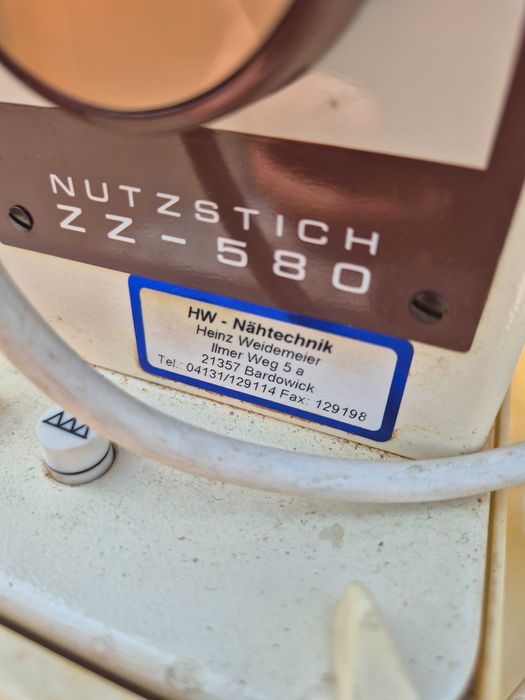 NUTZSTICH
ZZ-580
HW - Nähtechnik
Heinz Weidemeier
Ilmer Weg 5 a
21357 Bardowick
Tel.: 04131/129114 Fax: 129198